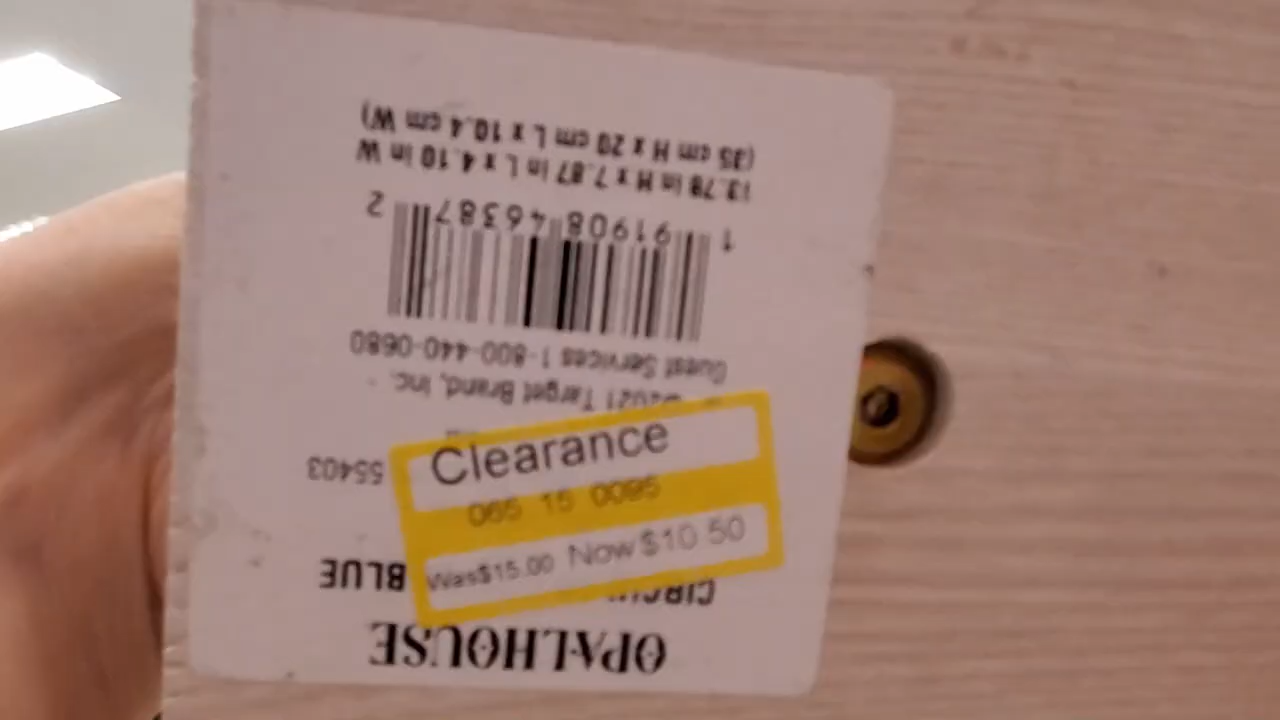 OPALHOUSE
BLUE
55403
©2021 Target Brand, Inc.
Guest Services 1-800-440-0680
1 91908 46387 2
13.78 in H x 7.87 in L x 4.10 in W
(35 cm H x 20 cm L x 10.4 cm W)
Clearance
065 15 0095
Was$15.00 Now$10 50